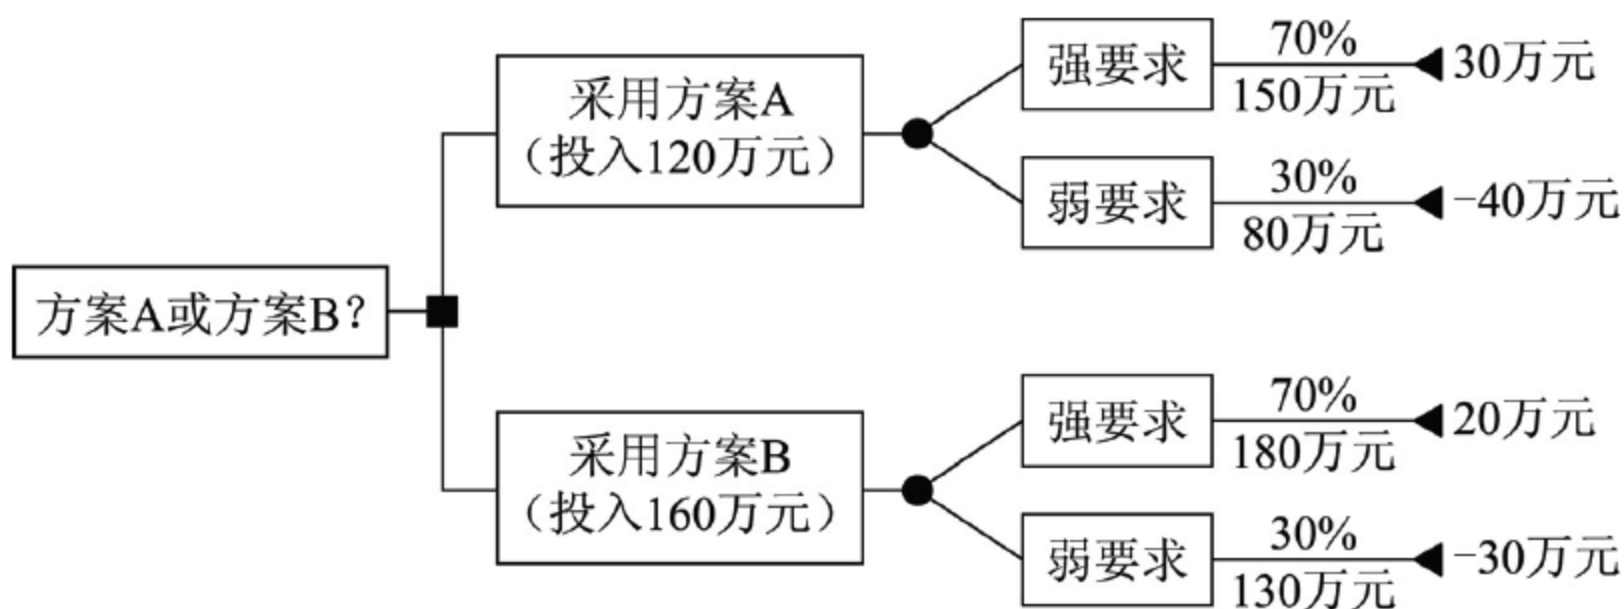 方案A或方案B？
采用方案A
（投入120万元）
强要求
70%
150万元
30万元
弱要求
30%
80万元
-40万元
采用方案B
（投入160万元）
强要求
70%
180万元
20万元
弱要求
30%
130万元
-30万元